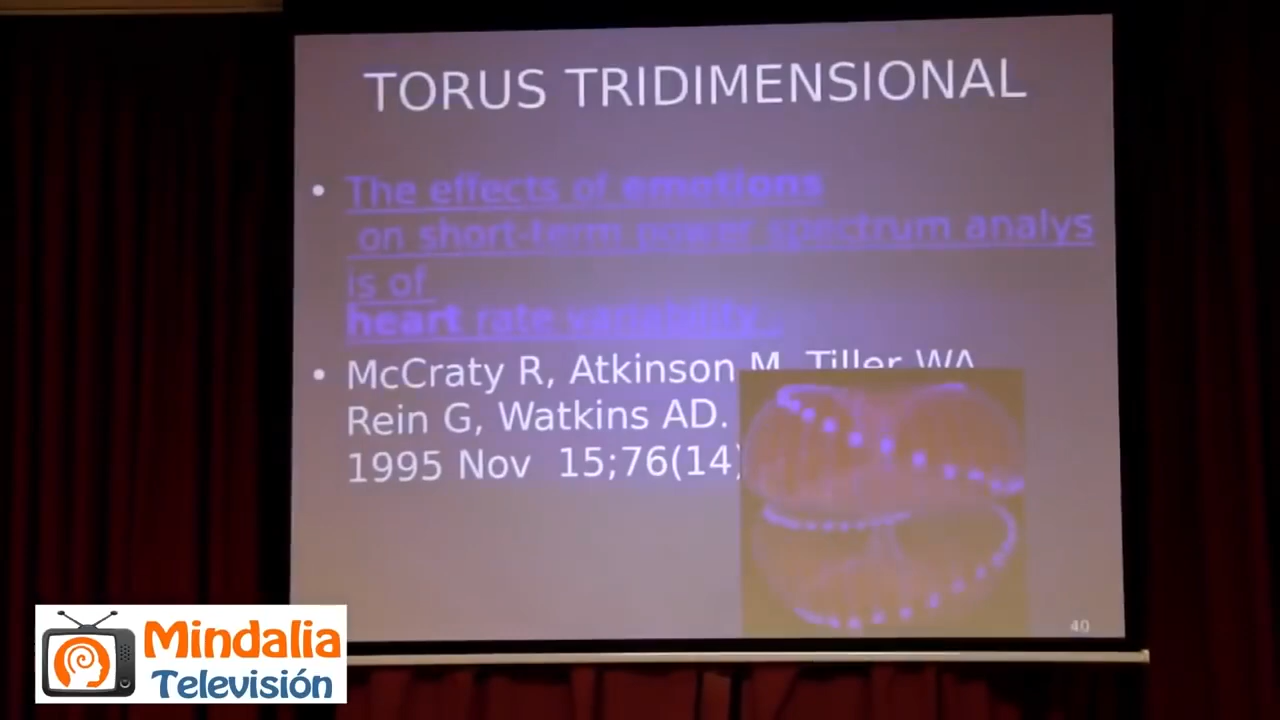 TORUS TRIDIMENSIONAL
• The effects of emotions
on short-term power spectrum analys
is of
heart rate variability .
• McCraty R, Atkinson M, Tiller WA
Rein G, Watkins AD.
1995 Nov 15;76(14)
40
Mindalia
Televisión